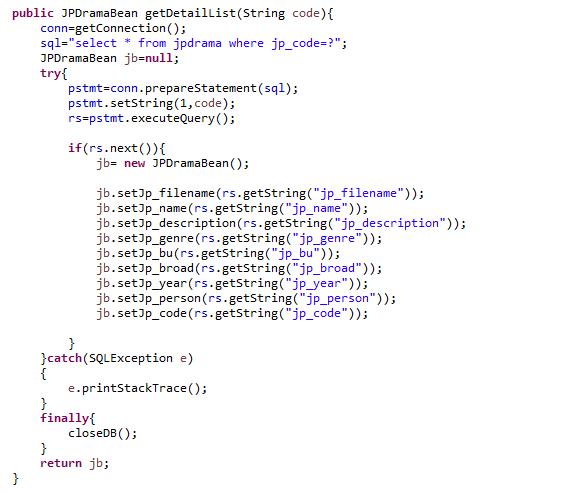 public JPDramaBean getDetailList(String code){
    conn=getConnection();
    sql="select * from jpdrama where jp_code=?";
    JPDramaBean jb=null;
    try{
        pstmt=conn.prepareStatement(sql);
        pstmt.setString(1,code);
        rs=pstmt.executeQuery();

        if(rs.next()){
            jb= new JPDramaBean();

            jb.setJp_filename(rs.getString("jp_filename"));
            jb.setJp_name(rs.getString("jp_name"));
            jb.setJp_description(rs.getString("jp_description"));
            jb.setJp_genre(rs.getString("jp_genre"));
            jb.setJp_bu(rs.getString("jp_bu"));
            jb.setJp_broad(rs.getString("jp_broad"));
            jb.setJp_year(rs.getString("jp_year"));
            jb.setJp_person(rs.getString("jp_person"));
            jb.setJp_code(rs.getString("jp_code"));

        }
    }catch(SQLException e)
    {
        e.printStackTrace();
    }
    finally{
        closeDB();
    }
    return jb;
}